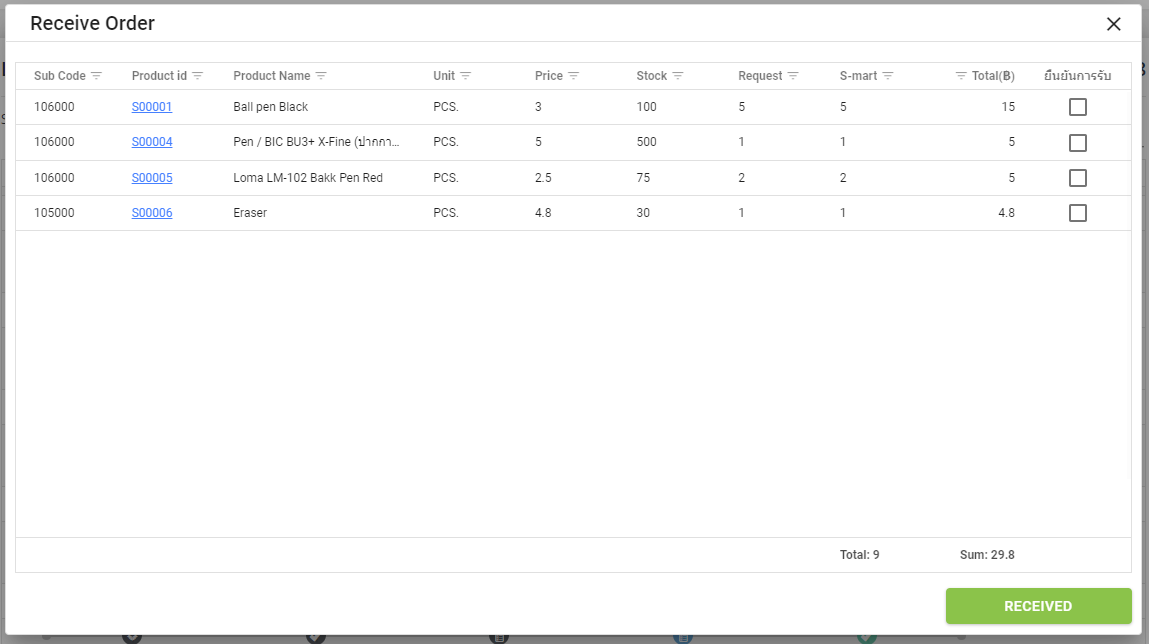 Receive Order
Sub Code Product id Product Name Unit Price Stock Request S-mart Total(฿) ยืนยันการรับ
106000 S00001 Ball pen Black PCS. 3 100 5 5 15
106000 S00004 Pen / BIC BU3+ X-Fine (ปากกา... PCS. 5 500 1 1 5
106000 S00005 Loma LM-102 Bakk Pen Red PCS. 2.5 75 2 2 5
105000 S00006 Eraser PCS. 4.8 30 1 1 4.8
Total: 9 Sum: 29.8
RECEIVED